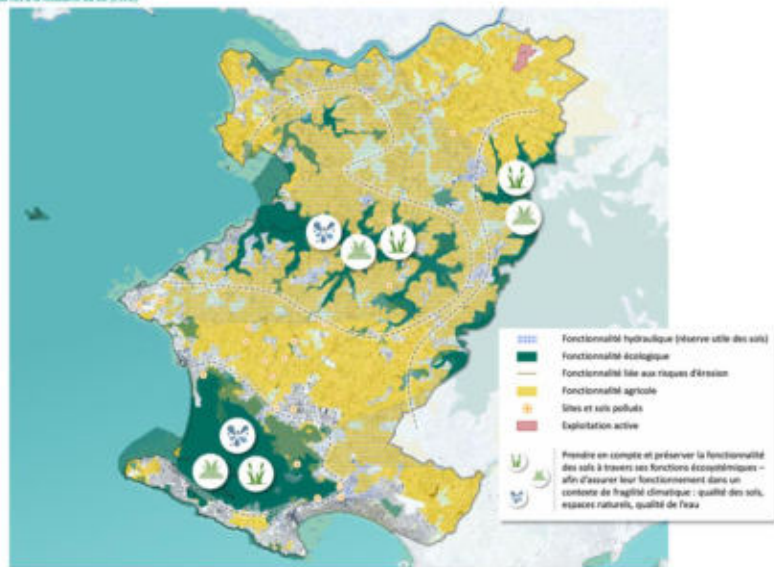 Fonctionnalité hydraulique (réserve utile des sols)
Fonctionnalité écologique
Fonctionnalité liée aux risques d'érosion
Fonctionnalité agricole
Sites et sols pollués
Exploitation active
Prendre en compte et préserver la fonctionnalité
des sols à travers ses fonctions écosystémiques –
afin d'assurer leur fonctionnement dans un
contexte de fragilité climatique : qualité des sols,
espaces naturels, qualité de l'eau